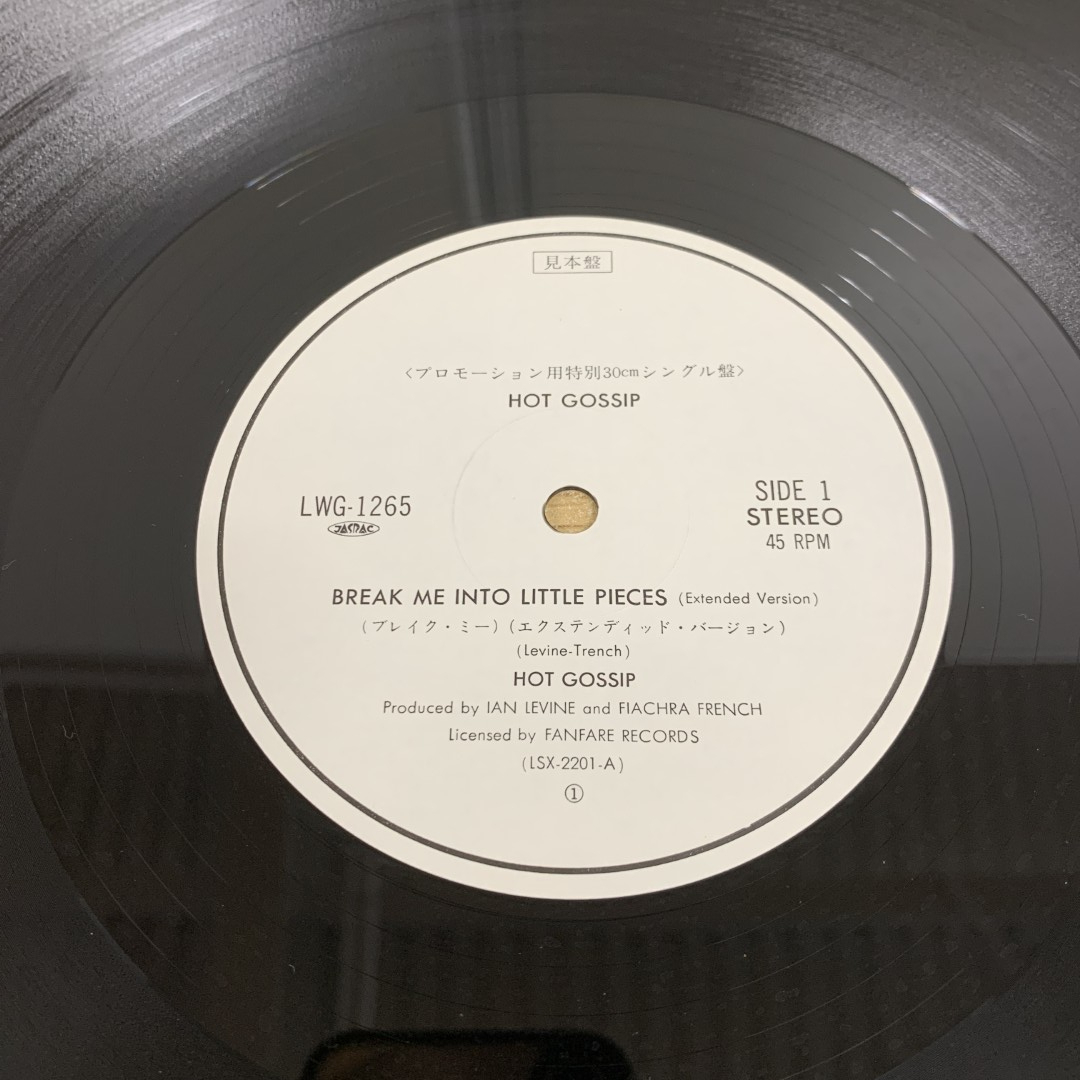 見本盤
〈プロモーション用特別30cmシングル盤〉
HOT GOSSIP
LWG-1265
JASRAC
SIDE 1
STEREO
45 RPM
BREAK ME INTO LITTLE PIECES (Extended Version)
(ブレイク・ミー)(エクステンディッド・バージョン)
(Levine-Trench)
HOT GOSSIP
Produced by IAN LEVINE and FIACHRA FRENCH
Licensed by FANFARE RECORDS
(LSX-2201-A)
①